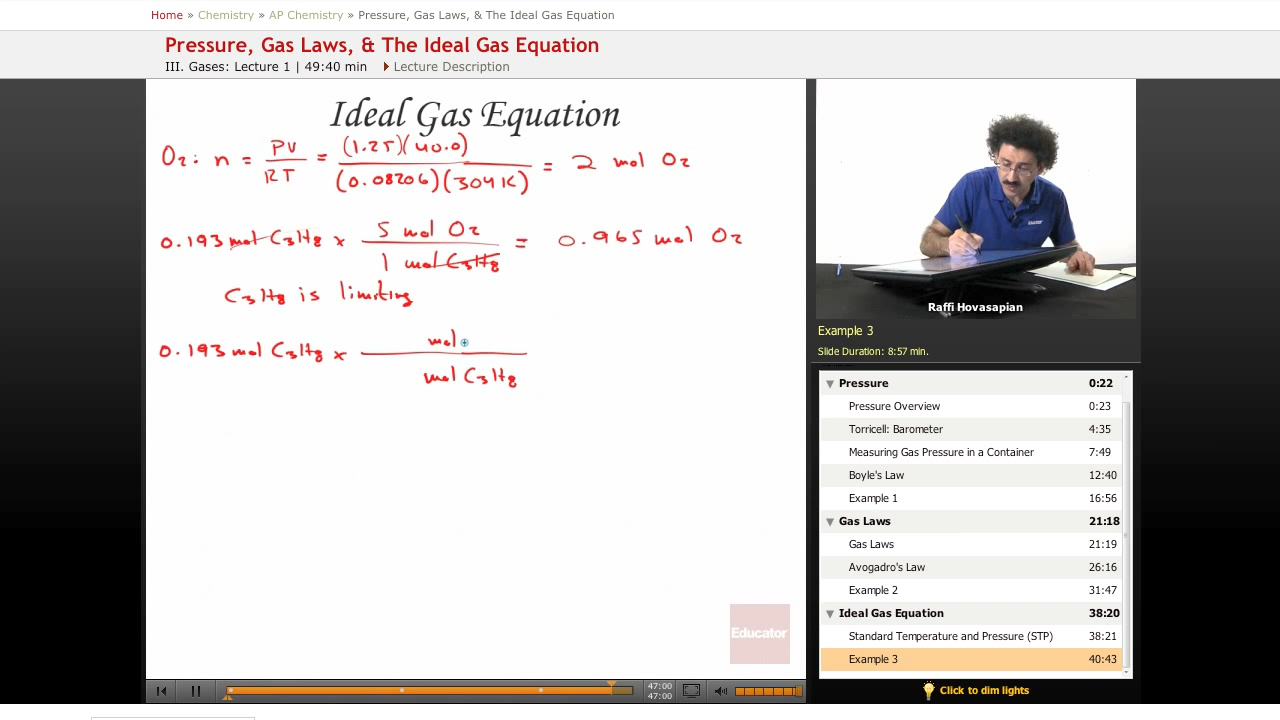 Home » Chemistry » AP Chemistry » Pressure, Gas Laws, & The Ideal Gas Equation
Pressure, Gas Laws, & The Ideal Gas Equation
III. Gases: Lecture 1 | 49:40 min Lecture Description
Ideal Gas Equation
O₂: n = PV / RT = (1.25)(40.0) / (0.08206)(304K) = 2 mol O₂
0.193 mol C₃H₈ x 5 mol O₂ / 1 mol C₃H₈ = 0.965 mol O₂
C₃H₈ is limiting
0.193 mol C₃H₈ x mol / mol C₃H₈
Educator
47:00
47:00
Raffi Hovasapian
Example 3
Slide Duration: 8:57 min.
Pressure 0:22
Pressure Overview 0:23
Torricell: Barometer 4:35
Measuring Gas Pressure in a Container 7:49
Boyle's Law 12:40
Example 1 16:56
Gas Laws 21:18
Gas Laws 21:19
Avogadro's Law 26:16
Example 2 31:47
Ideal Gas Equation 38:20
Standard Temperature and Pressure (STP) 38:21
Example 3 40:43
Click to dim lights